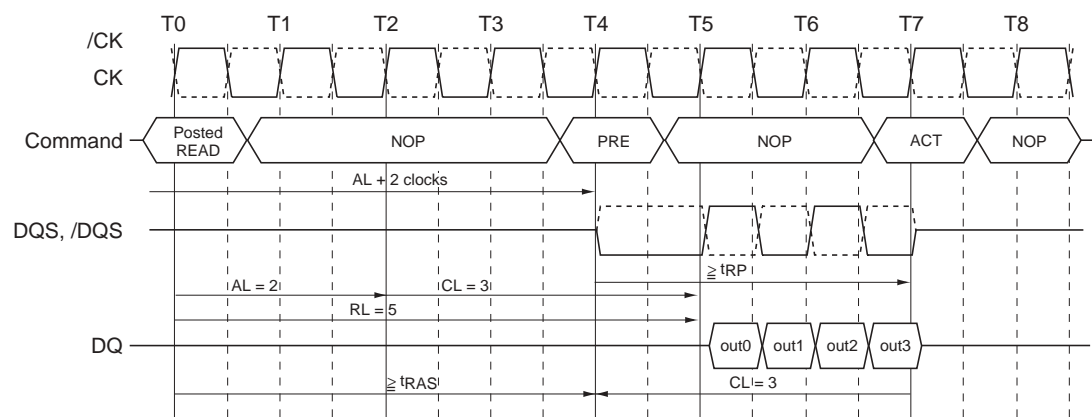 T0 T1 T2 T3 T4 T5 T6 T7 T8
/CK
CK
Command
Posted
READ
NOP
PRE
NOP
ACT
NOP
AL + 2 clocks
DQS, /DQS
≧ tRP
AL = 2
CL = 3
RL = 5
DQ
out0 out1 out2 out3
≧ tRAS
CL = 3